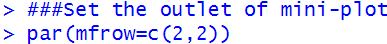 > ###Set the outlet of mini-plot
> par(mfrow=c(2,2))